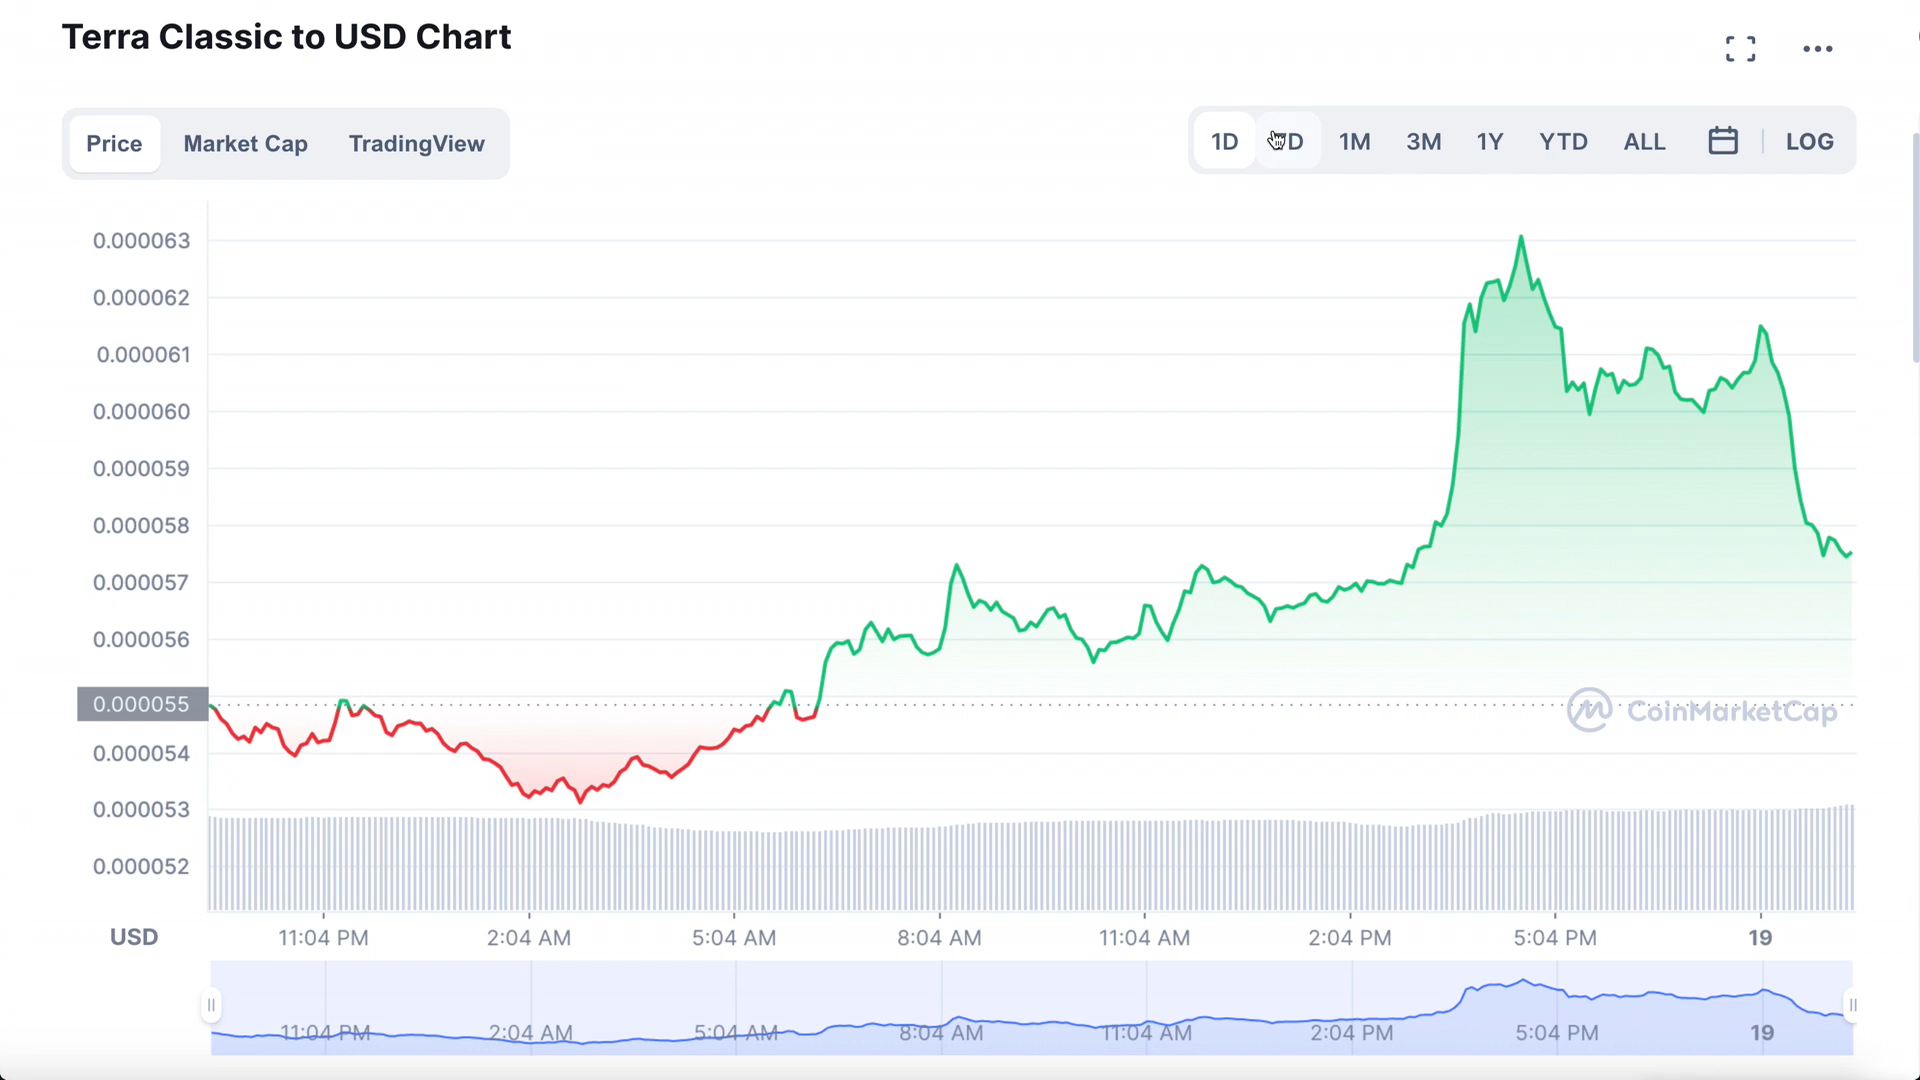 Terra Classic to USD Chart
Price Market Cap TradingView
1D D 1M 3M 1Y YTD ALL LOG
0.000063
0.000062
0.000061
0.000060
0.000059
0.000058
0.000057
0.000056
0.000055
CoinMarketCap
0.000054
0.000053
0.000052
USD 11:04 PM 2:04 AM 5:04 AM 8:04 AM 11:04 AM 2:04 PM 5:04 PM 19
11:04 PM 2:04 AM 5:04 AM 8:04 AM 11:04 AM 2:04 PM 5:04 PM 19